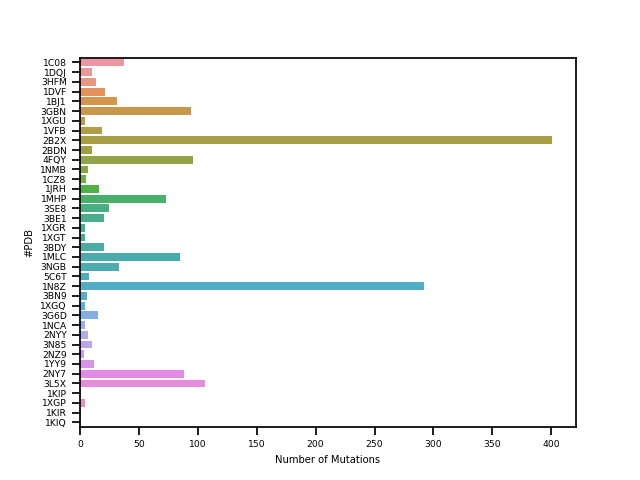 1C08
1DQJ
3HFM
1DVF
1BJ1
3GBN
1XGU
1VFB
2B2X
2BDN
4FQY
1NMB
1CZ8
1JRH
1MHP
3SE8
3BE1
1XGR
1XGT
3BDY
1MLC
3NGB
5C6T
1N8Z
3BN9
1XGQ
3G6D
1NCA
2NYY
3N85
2NZ9
1YY9
2NY7
3L5X
1KIP
1XGP
1KIR
1KIQ
#PDB
0 50 100 150 200 250 300 350 400
Number of Mutations